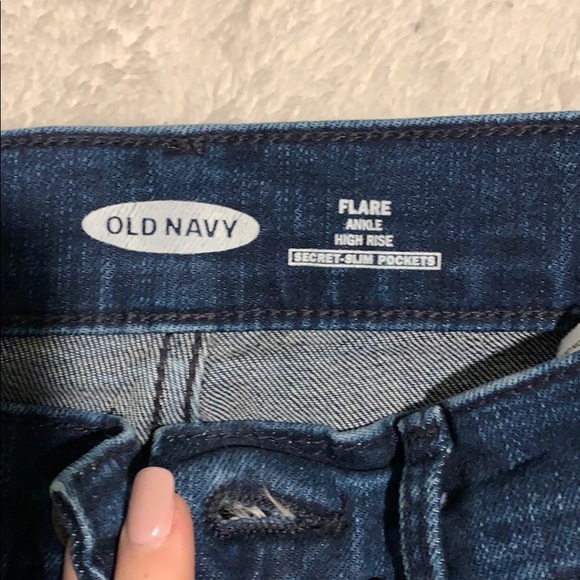 OLD NAVY
FLARE
ANKLE
HIGH RISE
SECRET-SLIM POCKETS